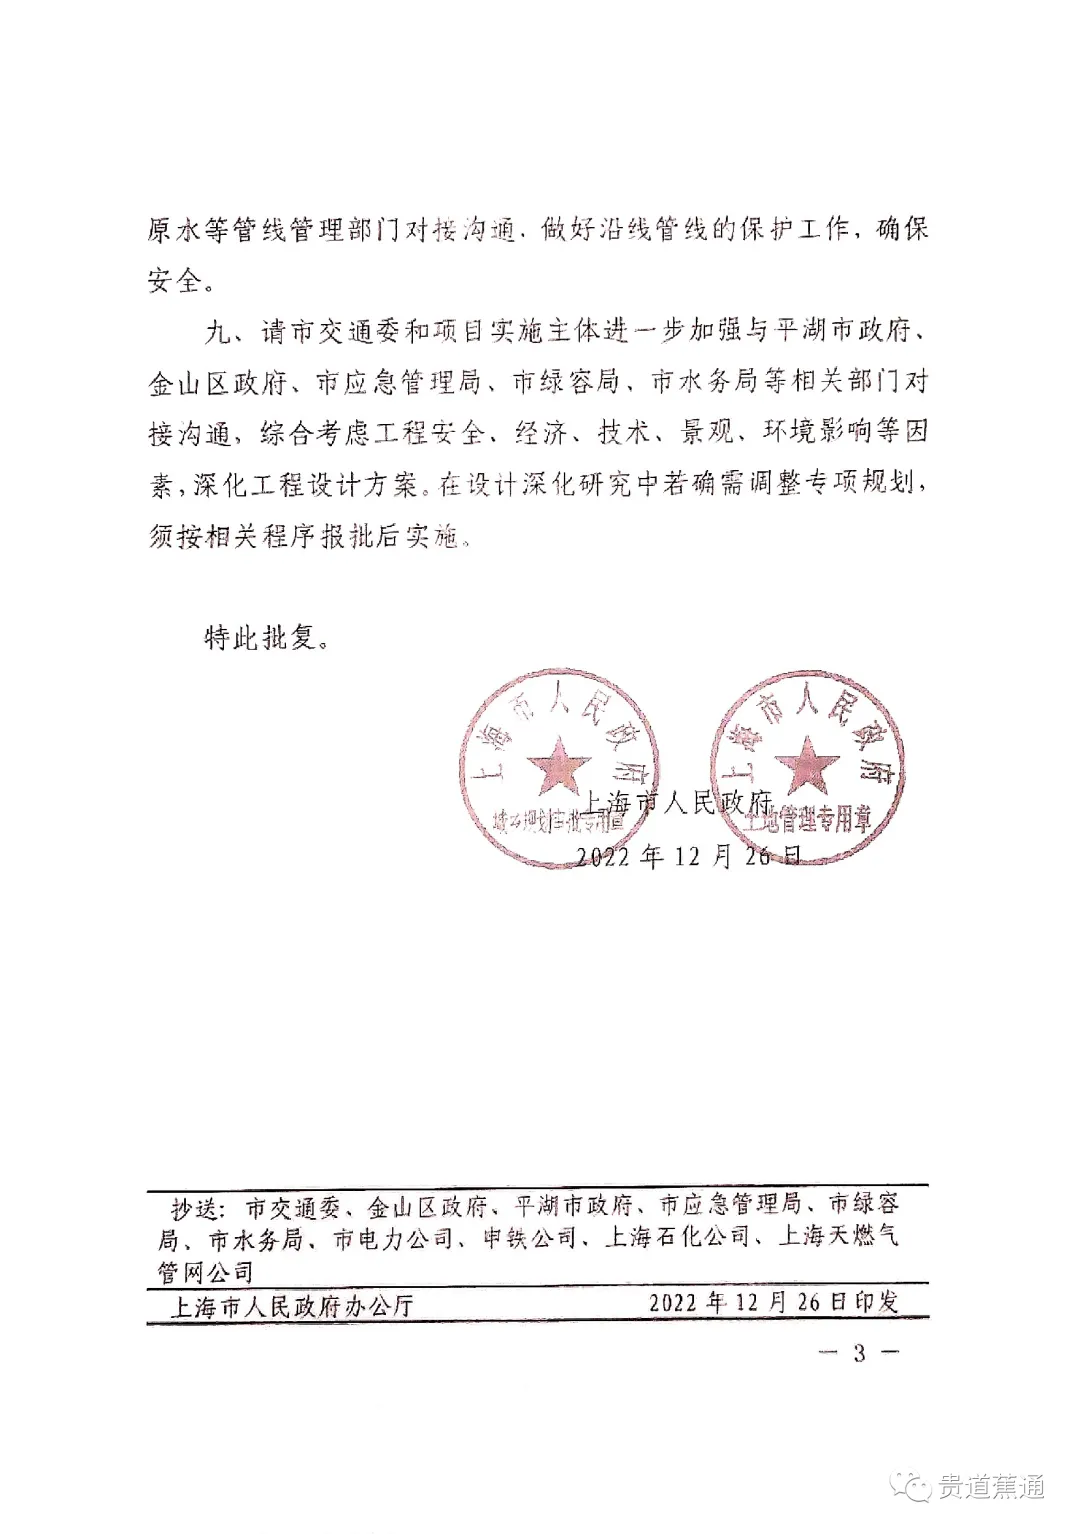 原水等管线管理部门对接沟通，做好沿线管线的保护工作，确保
安全。
九、请市交通委和项目实施主体进一步加强与平湖市政府、
金山区政府、市应急管理局、市绿容局、市水务局等相关部门对
接沟通，综合考虑工程安全、经济、技术、景观、环境影响等因
素，深化工程设计方案。在设计深化研究中若确需调整专项规划，
须按相关程序报批后实施。
特此批复。
上海市人民政府
上海市人民政府
上海市人民政府
土地管理专用章
2022年12月26日
抄送：市交通委、金山区政府、平湖市政府、市应急管理局、市绿容
局、市水务局、市电力公司、申铁公司、上海石化公司、上海天燃气
管网公司
上海市人民政府办公厅 2022年12月26日印发
— 3 —
贵道蕉通